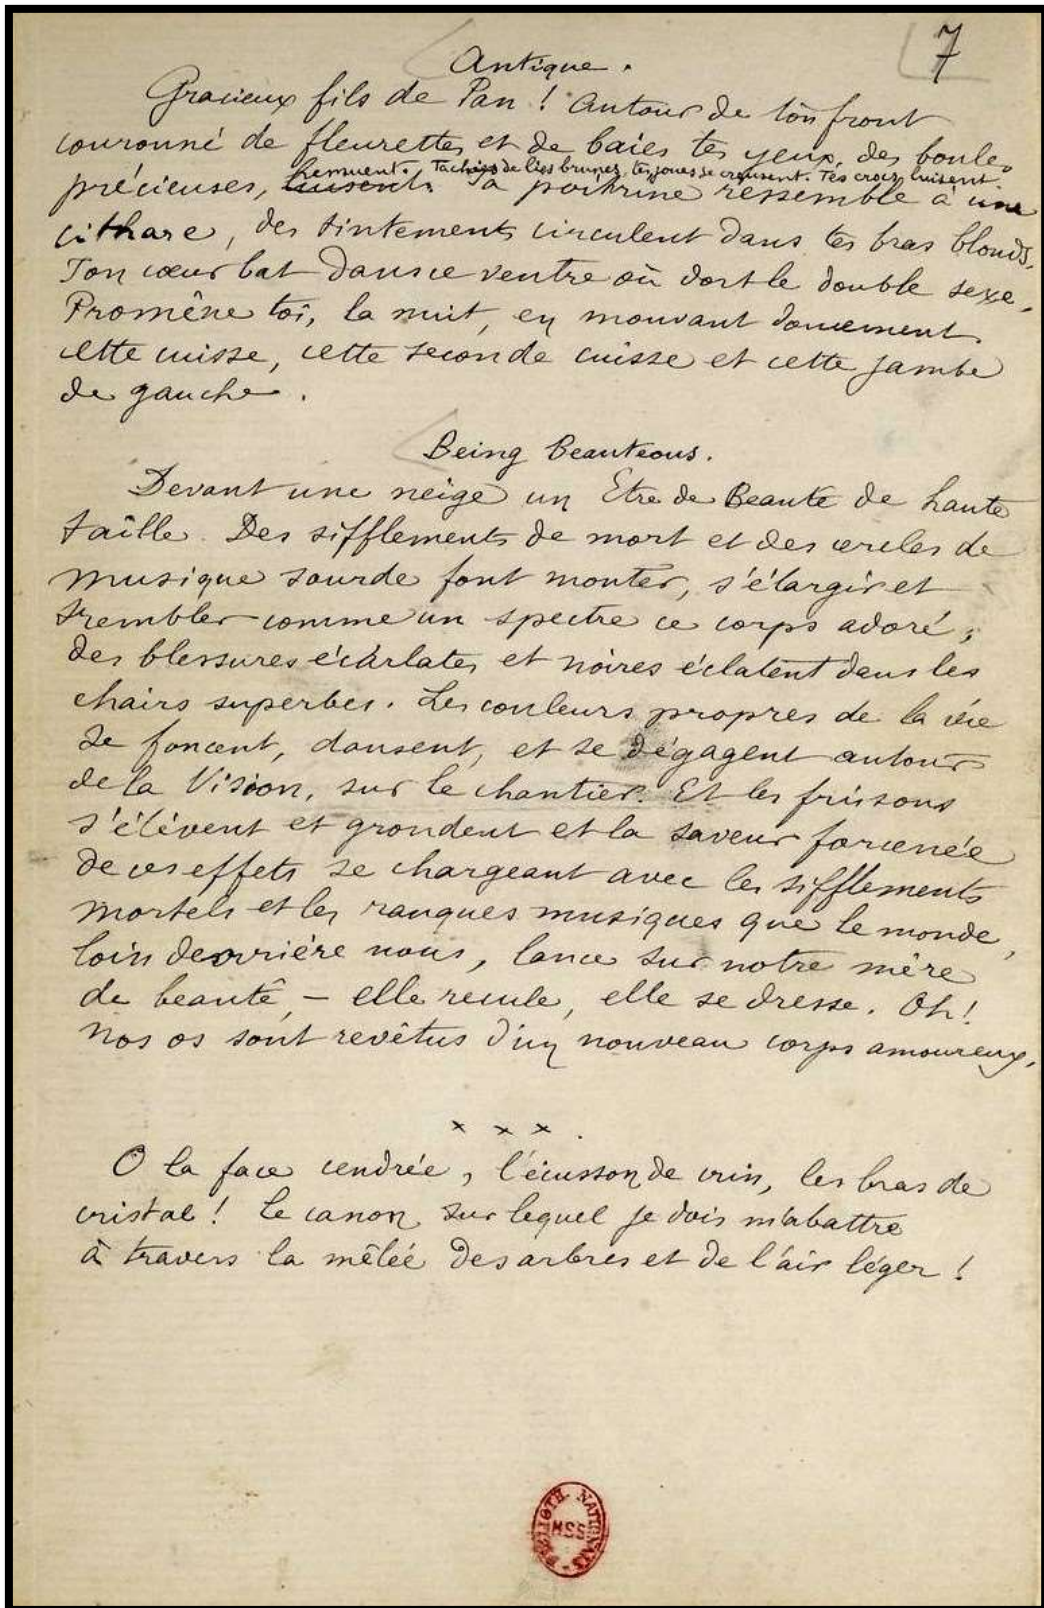 7
Antique.
Gracieux fils de Pan ! Autour de ton front
couronné de fleurettes et de baies tes yeux, des boules
remuent. Tachées de lies brunes, tes joues se creusent. Tes crocs luisent.
précieuses, luisent. Ta poitrine ressemble à une
cithare, des tintements circulent dans tes bras blonds.
Ton cœur bat dans ce ventre où dort le double sexe.
Promène toi, la nuit, en mouvant doucement
cette cuisse, cette seconde cuisse et cette jambe
de gauche.
Being Beauteous.
Devant une neige un Etre de Beauté de haute
taille. Des sifflements de mort et des cercles de
musique sourde font monter, s'élargir et
trembler comme un spectre ce corps adoré ;
des blessures écarlates et noires éclatent dans les
chairs superbes. Les couleurs propres de la vie
se foncent, dansent, et se dégagent autour
de la Vision, sur le chantier. Et les frissons
s'élèvent et grondent et la saveur forcenée
de ces effets se chargeant avec les sifflements
mortels et les rauques musiques que le monde,
loin derrière nous, lance sur notre mère
de beauté, – elle recule, elle se dresse. Oh !
nos os sont revêtus d'un nouveau corps amoureux.
x x x .
O la face cendrée, l'écusson de crin, les bras de
cristal ! Le canon sur lequel je dois m'abattre
à travers la mêlée des arbres et de l'air léger !
BIBLIOTH. NATIONALE
MSS